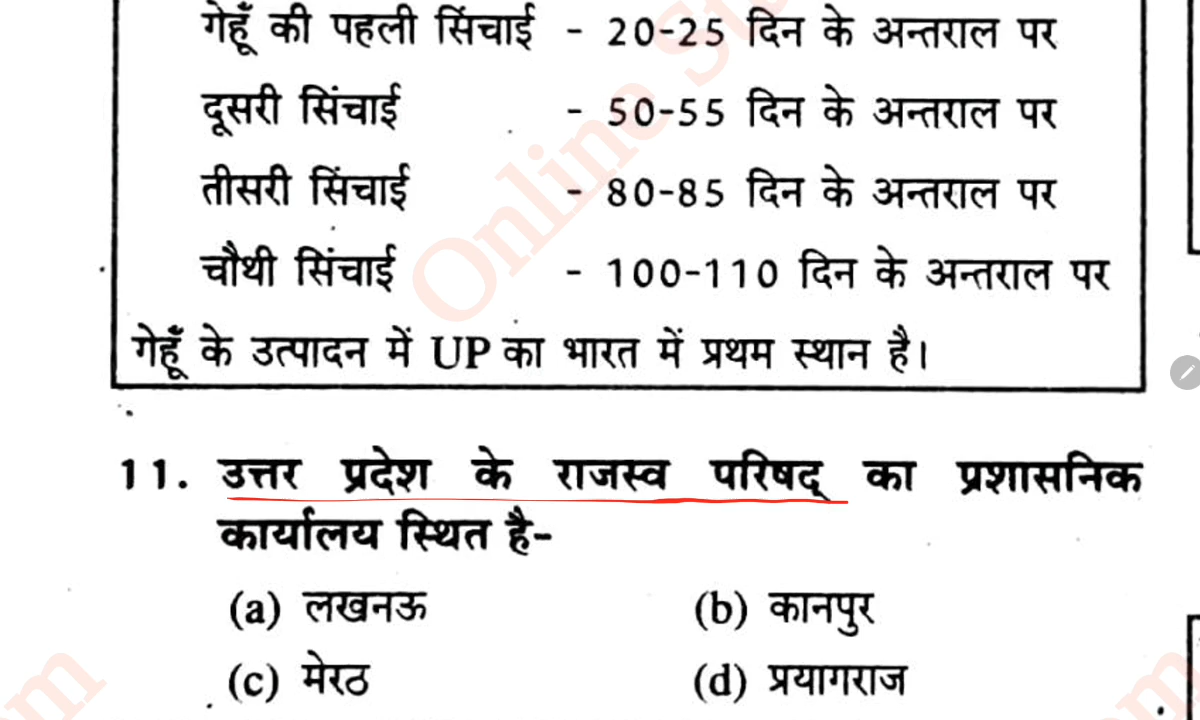 गेहूँ की पहली सिंचाई - 20-25 दिन के अन्तराल पर
दूसरी सिंचाई - 50-55 दिन के अन्तराल पर
तीसरी सिंचाई - 80-85 दिन के अन्तराल पर
चौथी सिंचाई - 100-110 दिन के अन्तराल पर
गेहूँ के उत्पादन में UP का भारत में प्रथम स्थान है।
11. उत्तर प्रदेश के राजस्व परिषद् का प्रशासनिक
कार्यालय स्थित है-
(a) लखनऊ (b) कानपुर
(c) मेरठ (d) प्रयागराज
Online